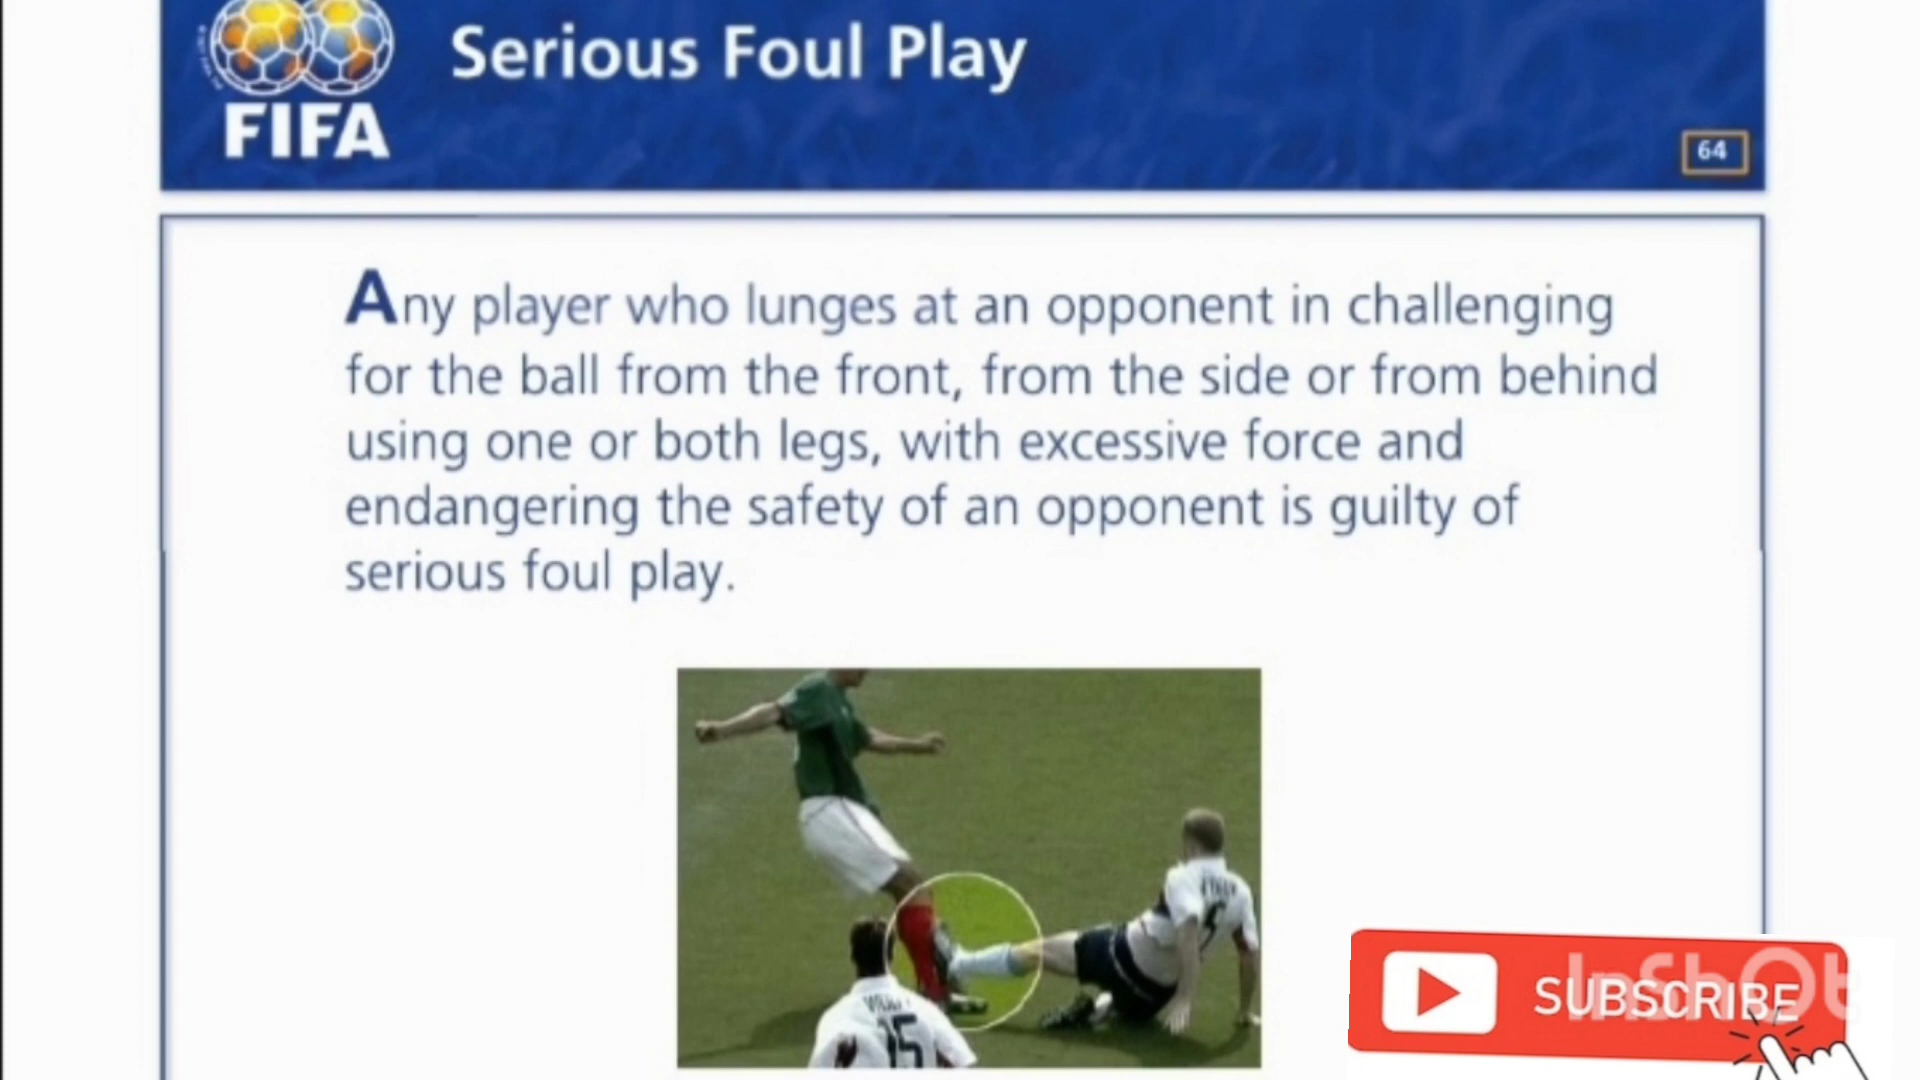 Serious Foul Play
FIFA
64
Any player who lunges at an opponent in challenging
for the ball from the front, from the side or from behind
using one or both legs, with excessive force and
endangering the safety of an opponent is guilty of
serious foul play.
15
InShOt
SUBSCRIBE